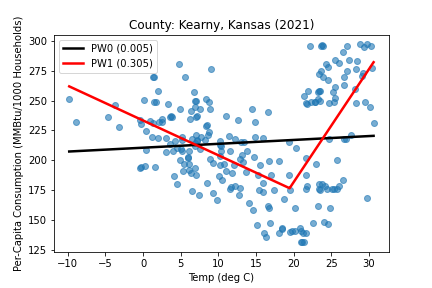 County: Kearny, Kansas (2021)
PW0 (0.005)
PW1 (0.305)
Per-Capita Consumption (MMBtu/1000 Households)
300
275
250
225
200
175
150
125
−10 −5 0 5 10 15 20 25 30
Temp (deg C)